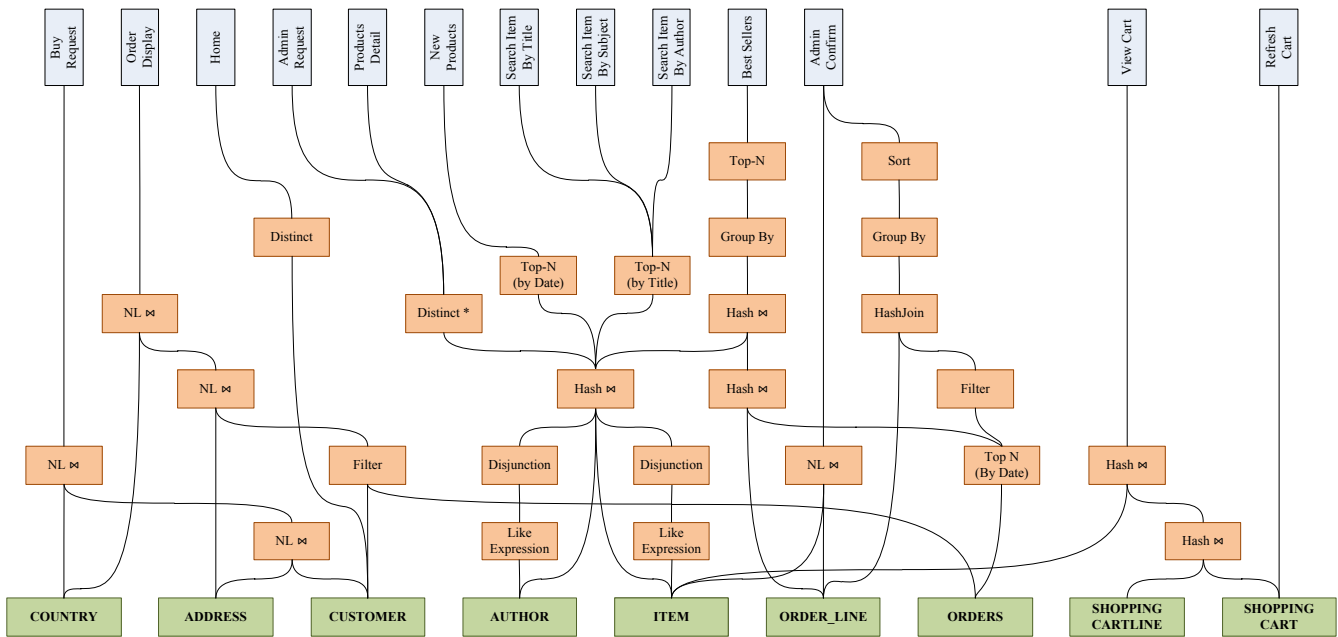 Buy
Request
Order
Display
Home
Admin
Request
Products
Detail
New
Products
Search Item
By Title
Search Item
By Subject
Search Item
By Author
Best Sellers
Admin
Confirm
View Cart
Refresh
Cart
Top-N
Sort
Distinct
Group By
Group By
Top-N
(by Date)
Top-N
(by Title)
NL ⋈
Distinct *
Hash ⋈
HashJoin
NL ⋈
Hash ⋈
Hash ⋈
Filter
NL ⋈
Filter
Disjunction
Disjunction
NL ⋈
Top N
(By Date)
Hash ⋈
NL ⋈
Like
Expression
Like
Expression
Hash ⋈
COUNTRY
ADDRESS
CUSTOMER
AUTHOR
ITEM
ORDER_LINE
ORDERS
SHOPPING
CARTLINE
SHOPPING
CART